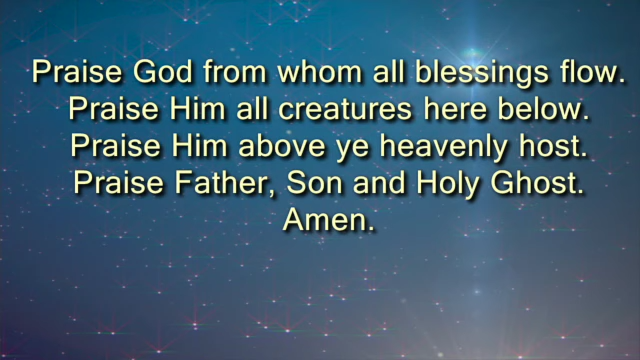 Praise God from whom all blessings flow.
Praise Him all creatures here below.
Praise Him above ye heavenly host.
Praise Father, Son and Holy Ghost.
Amen.